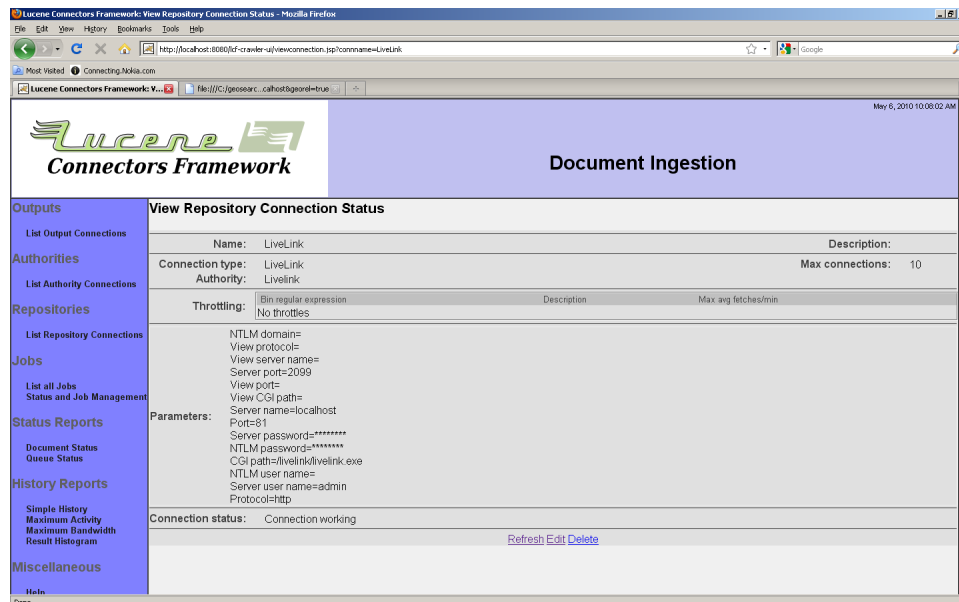 Lucene Connectors Framework: View Repository Connection Status - Mozilla Firefox
File Edit View History Bookmarks Tools Help
http://localhost:8080/lcf-crawler-ui/viewconnection.jsp?connname=LiveLink
Google
Most Visited Connecting.Nokia.com
Lucene Connectors Framework: V... file:///C:/geosearc...calhost&georel=true
May 6, 2010 10:08:02 AM
Lucene
Connectors Framework
Document Ingestion
Outputs
List Output Connections
Authorities
List Authority Connections
Repositories
List Repository Connections
Jobs
List all Jobs
Status and Job Management
Status Reports
Document Status
Queue Status
History Reports
Simple History
Maximum Activity
Maximum Bandwidth
Result Histogram
Miscellaneous
Help
View Repository Connection Status
Name: LiveLink Description:
Connection type: LiveLink Max connections: 10
Authority: Livelink
Throttling: Bin regular expression Description Max avg fetches/min
No throttles
Parameters:
NTLM domain=
View protocol=
View server name=
Server port=2099
View port=
View CGI path=
Server name=localhost
Port=81
Server password=********
NTLM password=********
CGI path=/livelink/livelink.exe
NTLM user name=
Server user name=admin
Protocol=http
Connection status: Connection working
Refresh Edit Delete